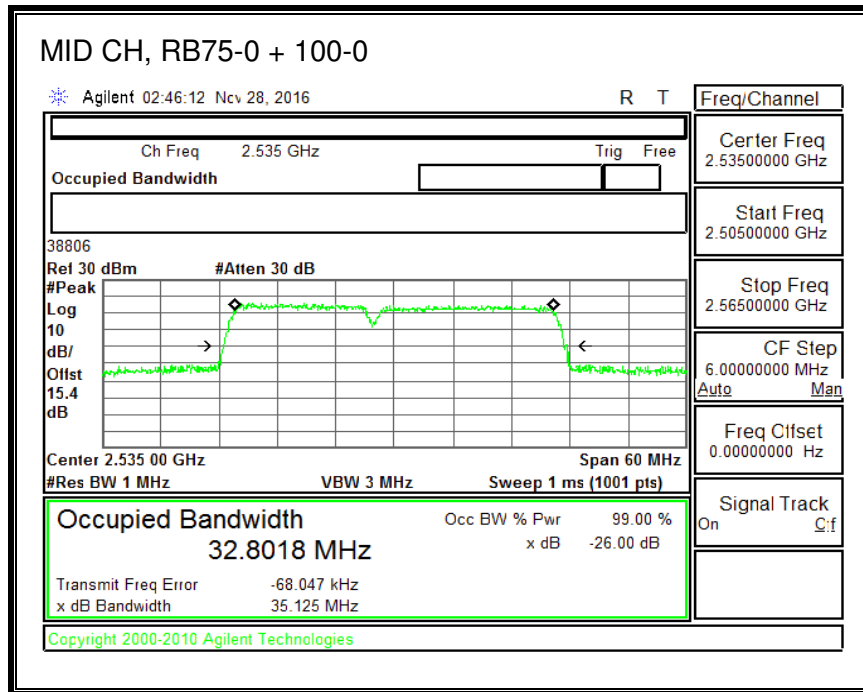 MID CH, RB75-0 + 100-0
Agilent 02:46:12 Nov 28, 2016 R T
Freq/Channel
Ch Freq 2.535 GHz Trig Free
Occupied Bandwidth
Center Freq
2.53500000 GHz
Start Freq
2.50500000 GHz
38806
Ref 30 dBm #Atten 30 dB
#Peak
Log
10
dB/
Offst
15.4
dB
Stop Freq
2.56500000 GHz
CF Step
6.00000000 MHz
Auto Man
Freq Offset
0.00000000 Hz
Center 2.535 00 GHz Span 60 MHz
#Res BW 1 MHz VBW 3 MHz Sweep 1 ms (1001 pts)
Signal Track
On Off
Occupied Bandwidth
32.8018 MHz
Occ BW % Pwr 99.00 %
x dB -26.00 dB
Transmit Freq Error -68.047 kHz
x dB Bandwidth 35.125 MHz
Copyright 2000-2010 Agilent Technologies